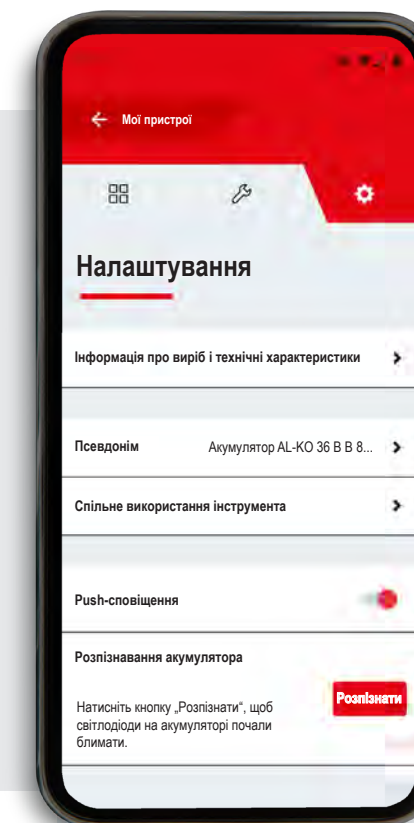 Мої пристрої
Налаштування
Інформація про виріб і технічні характеристики
Псевдонім Акумулятор AL-KO 36 В В 8...
Спільне використання інструмента
Push-сповіщення
Розпізнавання акумулятора
Натисніть кнопку „Розпізнати“, щоб
світлодіоди на акумуляторі почали
блимати.
Розпізнати